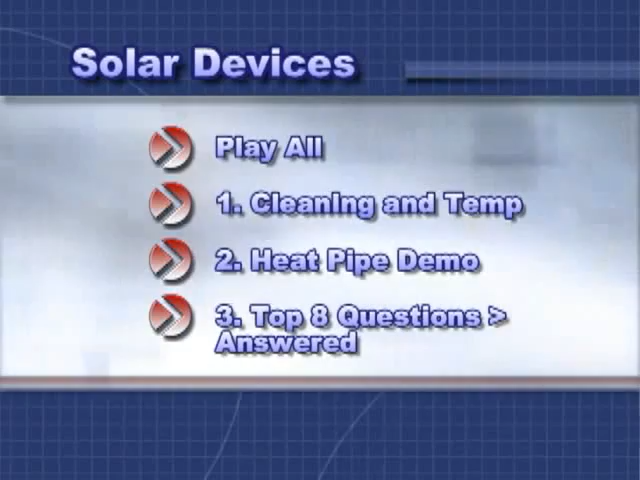 Solar Devices
Play All
1. Cleaning and Temp
2. Heat Pipe Demo
3. Top 8 Questions >
Answered